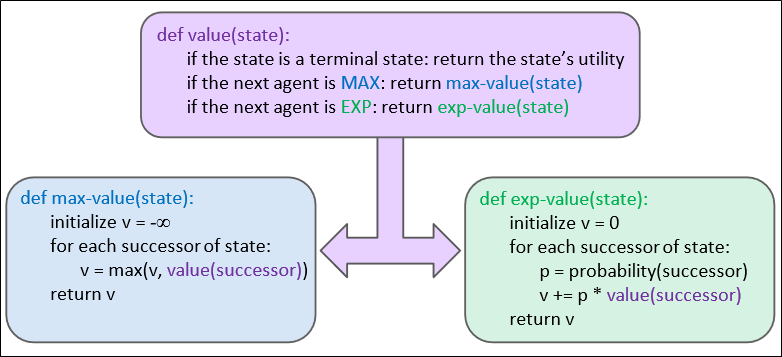 def value(state):
if the state is a terminal state: return the state's utility
if the next agent is MAX: return max-value(state)
if the next agent is EXP: return exp-value(state)
def max-value(state):
initialize v = -∞
for each successor of state:
v = max(v, value(successor))
return v
def exp-value(state):
initialize v = 0
for each successor of state:
p = probability(successor)
v += p * value(successor)
return v